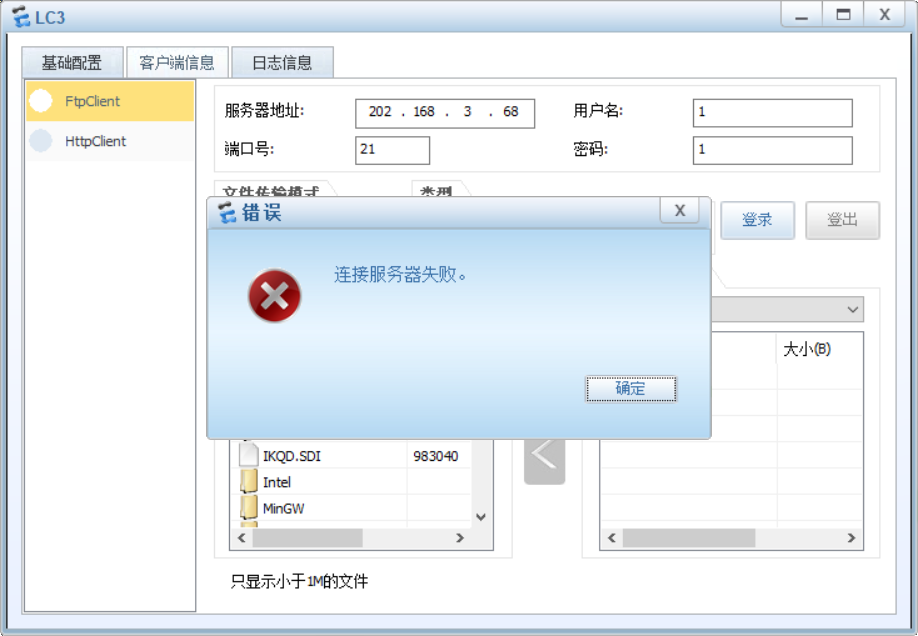 LC3
基础配置 客户端信息 日志信息
FtpClient
HttpClient
服务器地址: 202 . 168 . 3 . 68 用户名: 1
端口号: 21 密码: 1
文件传输模式 类型
登录 登出
错误 X
连接服务器失败。
确定
大小(B)
IKQD.SDI 983040
Intel
MinGW
只显示小于1M的文件